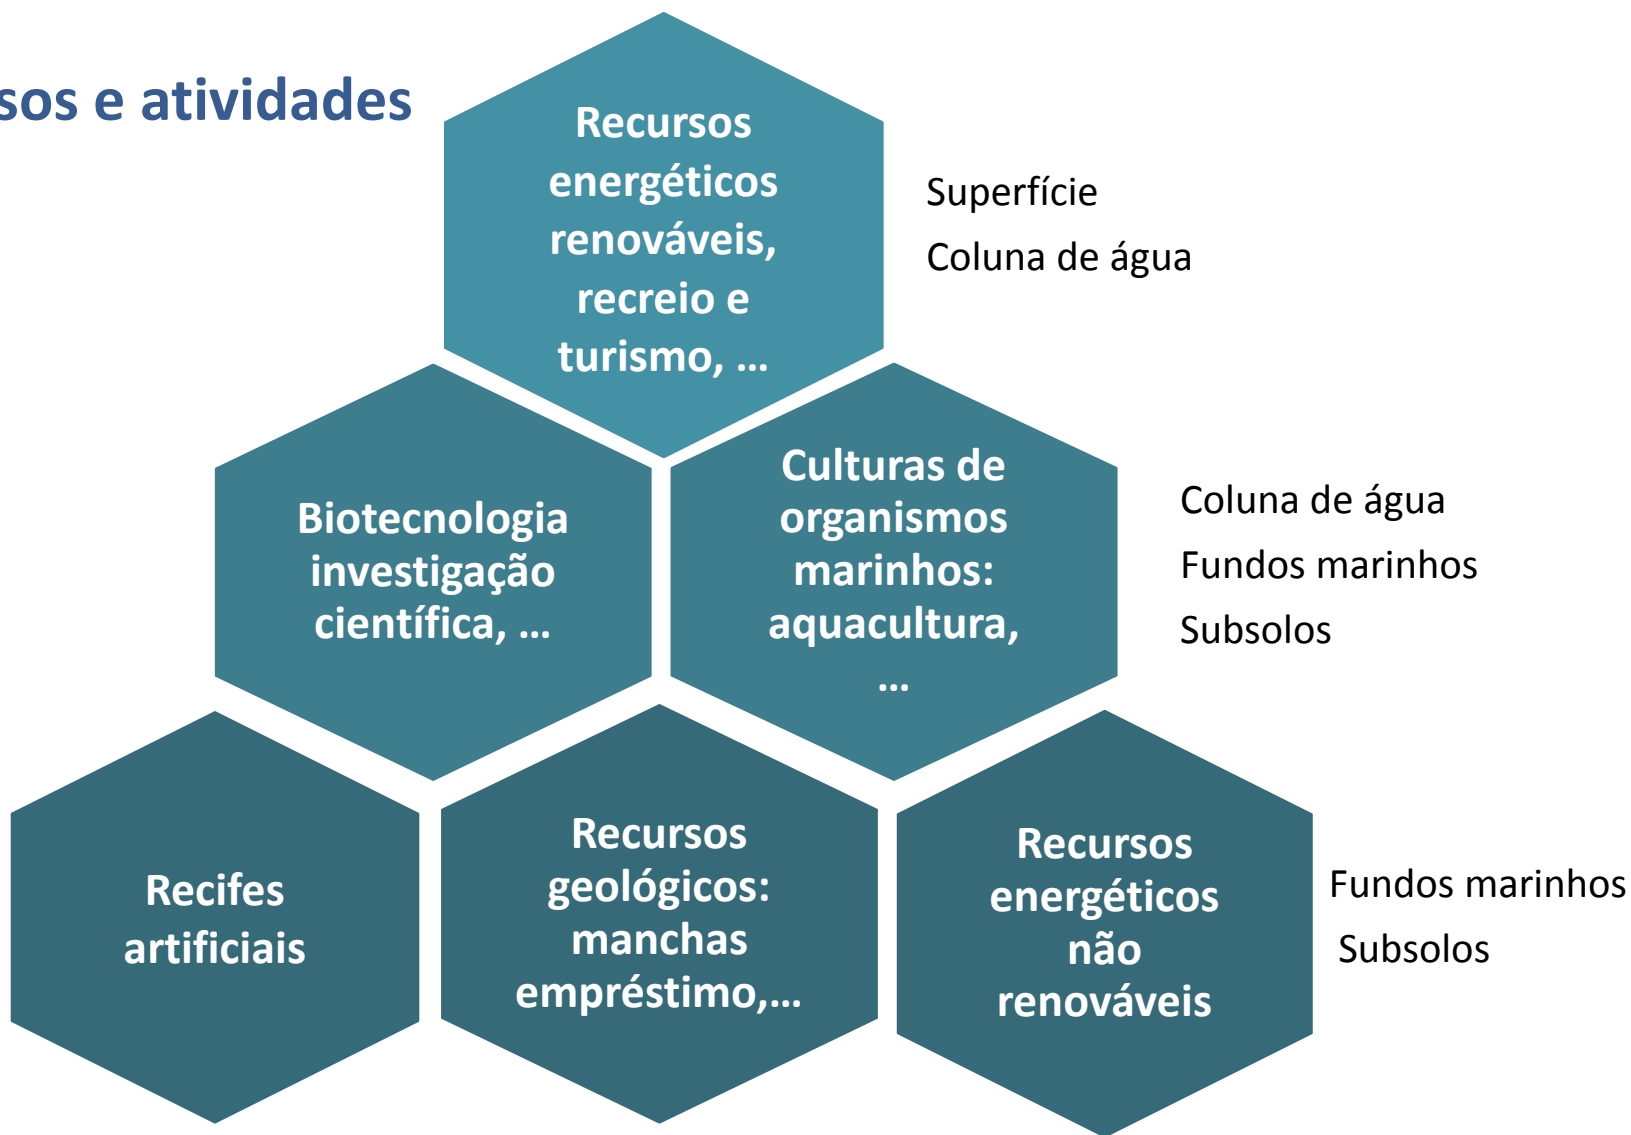 sos e atividades
Recursos
energéticos
renováveis,
recreio e
turismo, ...
Superfície
Coluna de água
Biotecnologia
investigação
científica, ...
Culturas de
organismos
marinhos:
aquacultura,
...
Coluna de água
Fundos marinhos
Subsolos
Recifes
artificiais
Recursos
geológicos:
manchas
empréstimo,...
Recursos
energéticos
não
renováveis
Fundos marinhos
Subsolos